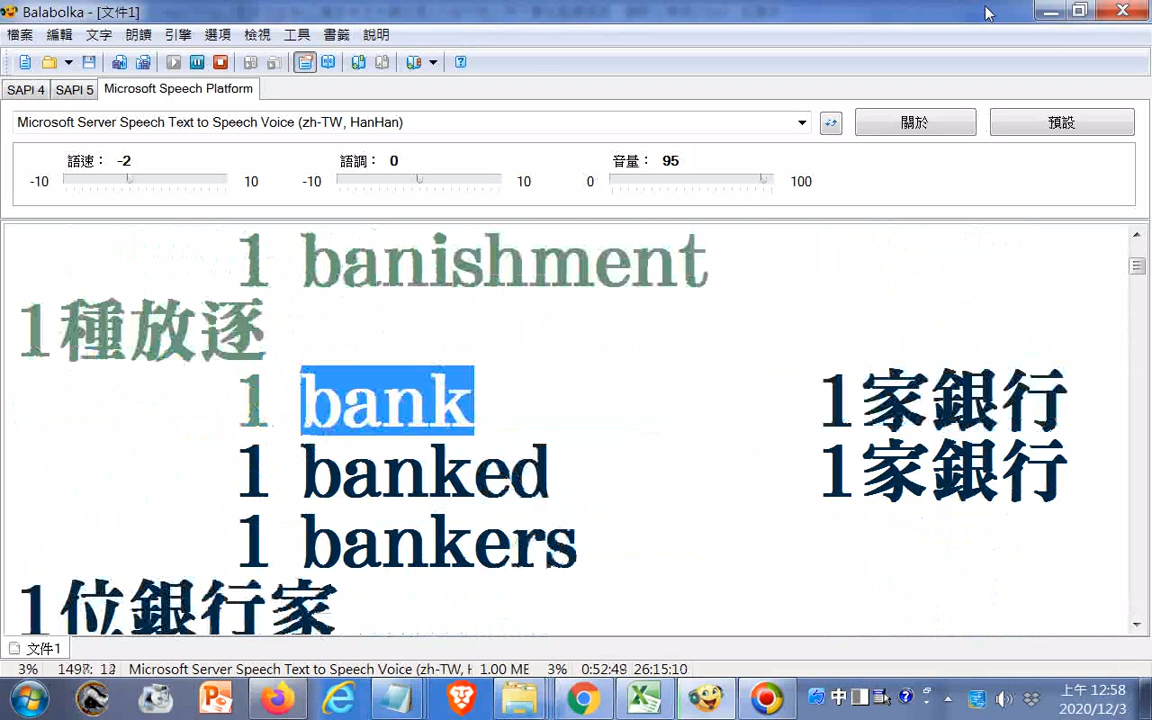 Balabolka - [文件1]
檔案 編輯 文字 朗讀 引擎 選項 檢視 工具 書籤 說明
SAPI 4 SAPI 5 Microsoft Speech Platform
Microsoft Server Speech Text to Speech Voice (zh-TW, HanHan) 關於 預設
語速： -2 語調： 0 音量： 95
-10 10 -10 10 0 100
1 banishment
1種放逐
1 bank 1家銀行
1 banked 1家銀行
1 bankers
1位銀行家
文件1
3% Microsoft Server Speech Text to Speech Voice (zh-TW, 1.00 ME 3% 0:52:49 26:15:10
中 上午 12:58
2020/12/3